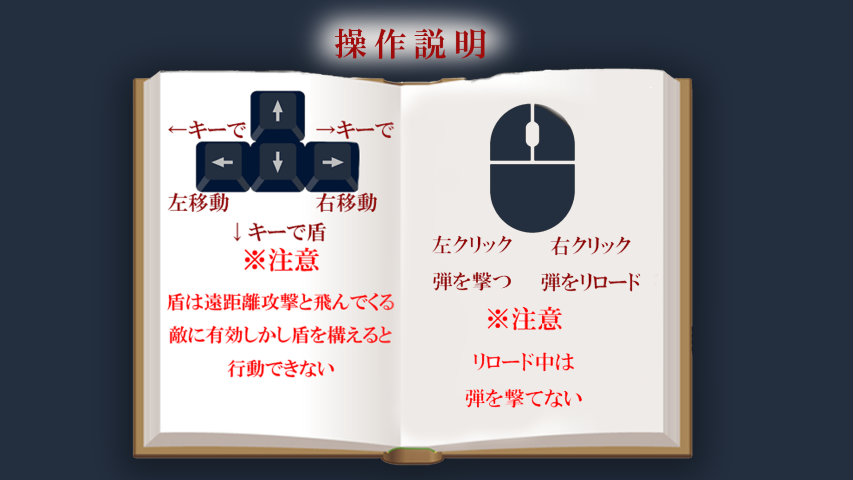 操作説明
←キーで
→キーで
左移動
右移動
↓キーで盾
※注意
盾は遠距離攻撃と飛んでくる
敵に有効しかし盾を構えると
行動できない
左クリック
右クリック
弾を撃つ
弾をリロード
※注意
リロード中は
弾を撃てない